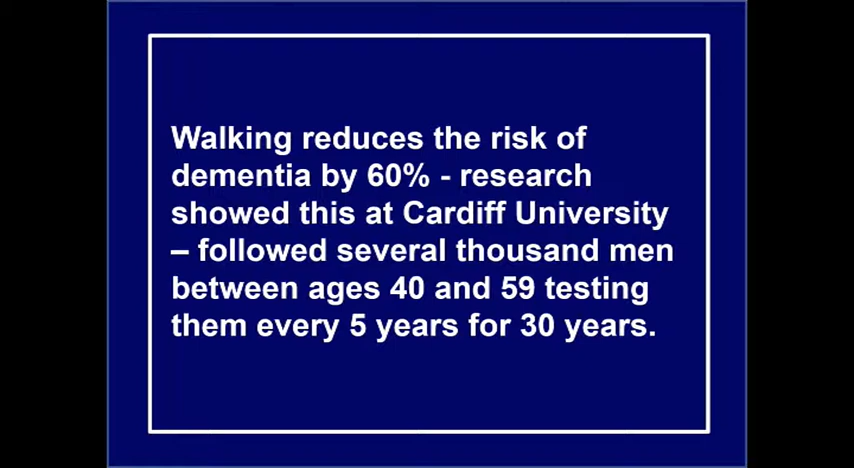 Walking reduces the risk of
dementia by 60% - research
showed this at Cardiff University
– followed several thousand men
between ages 40 and 59 testing
them every 5 years for 30 years.